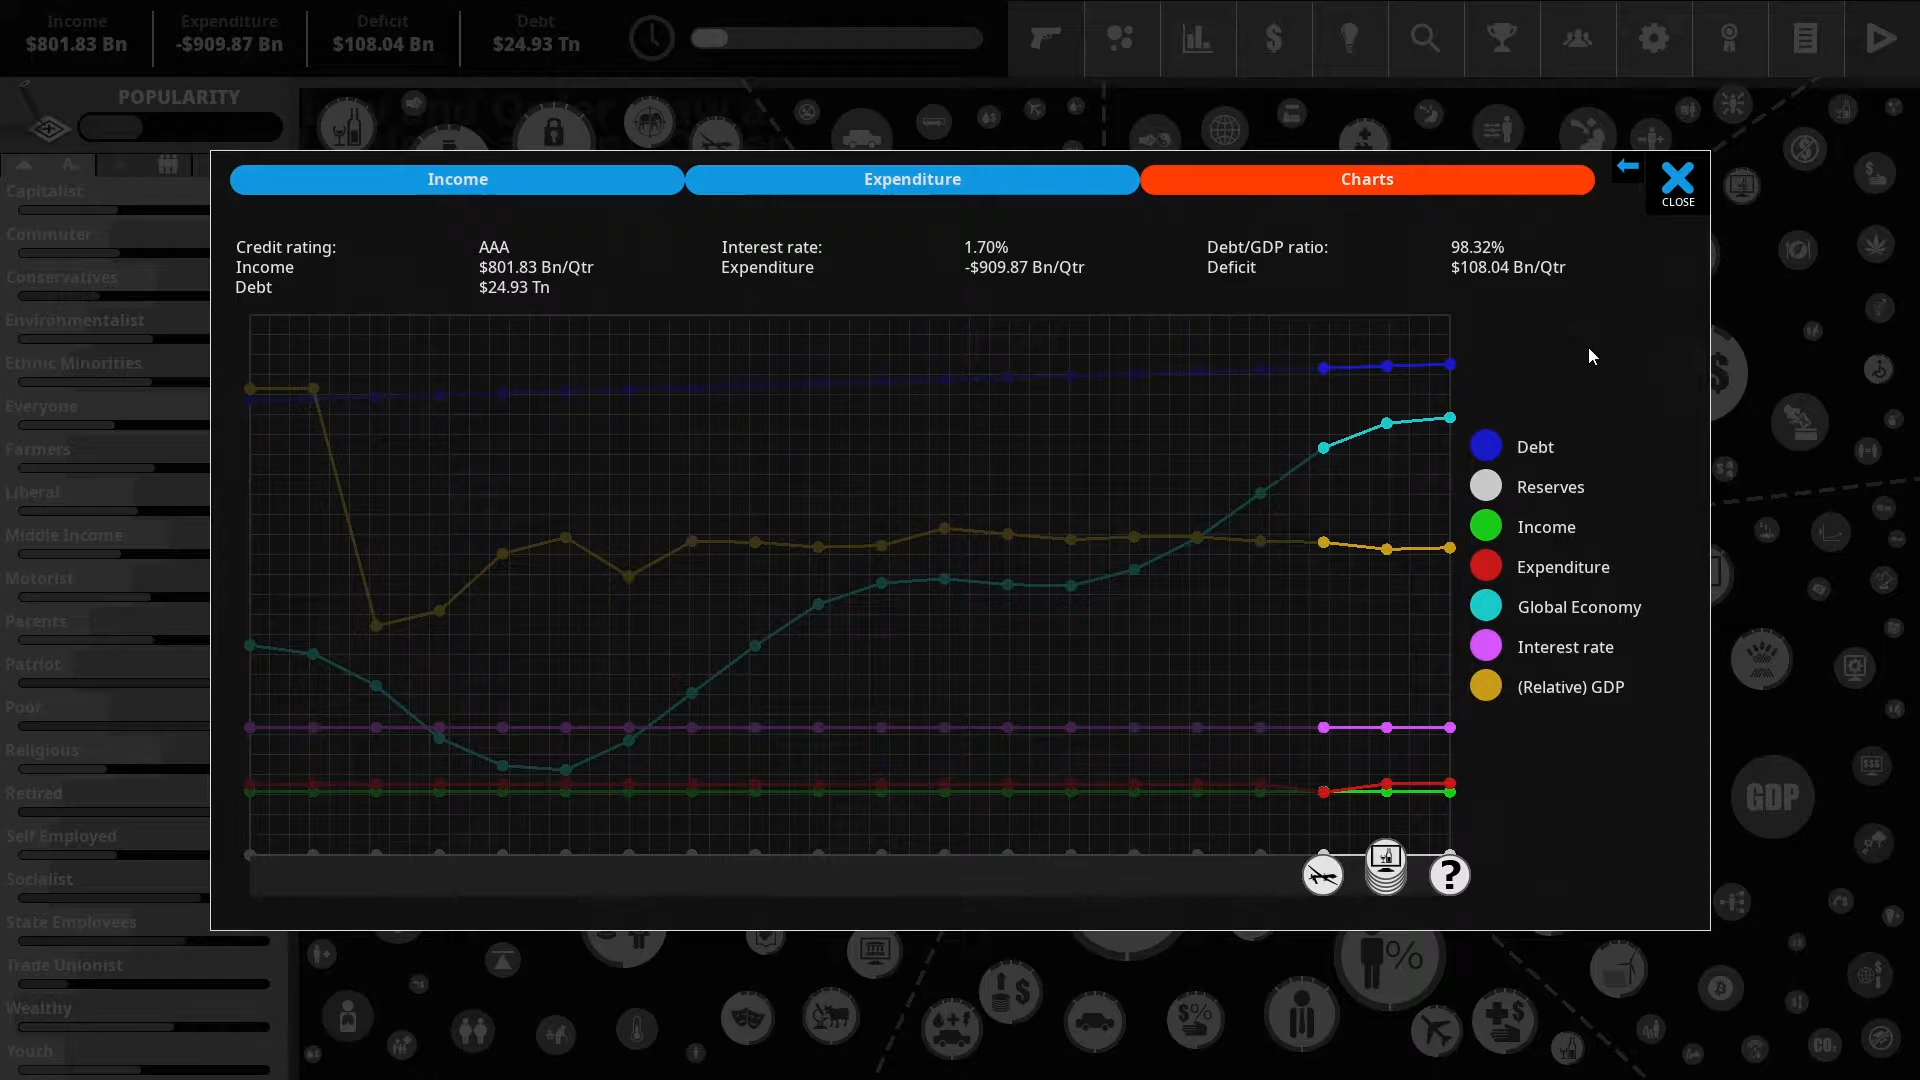 Income
Expenditure
Deficit
Debt
$801.83 Bn
-$909.87 Bn
$108.04 Bn
$24.93 Tn
POPULARITY
Capitalist
Commuter
Conservatives
Environmentalist
Ethnic Minorities
Everyone
Farmers
Liberal
Middle Income
Motorist
Parents
Patriot
Poor
Religious
Retired
Self Employed
Socialist
State Employees
Trade Unionist
Wealthy
Youth
Income
Expenditure
Charts
CLOSE
Credit rating:
AAA
Interest rate:
1.70%
Debt/GDP ratio:
98.32%
Income
$801.83 Bn/Qtr
Expenditure
-$909.87 Bn/Qtr
Deficit
$108.04 Bn/Qtr
Debt
$24.93 Tn
Debt
Reserves
Income
Expenditure
Global Economy
Interest rate
(Relative) GDP
?
GDP